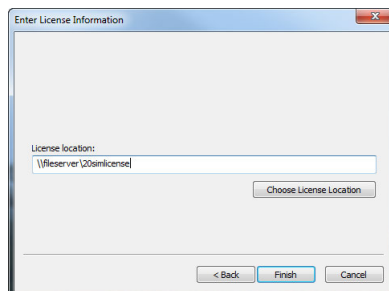 Enter License Information
License location:
\\fileserver\20simlicense
Choose License Location
< Back Finish Cancel